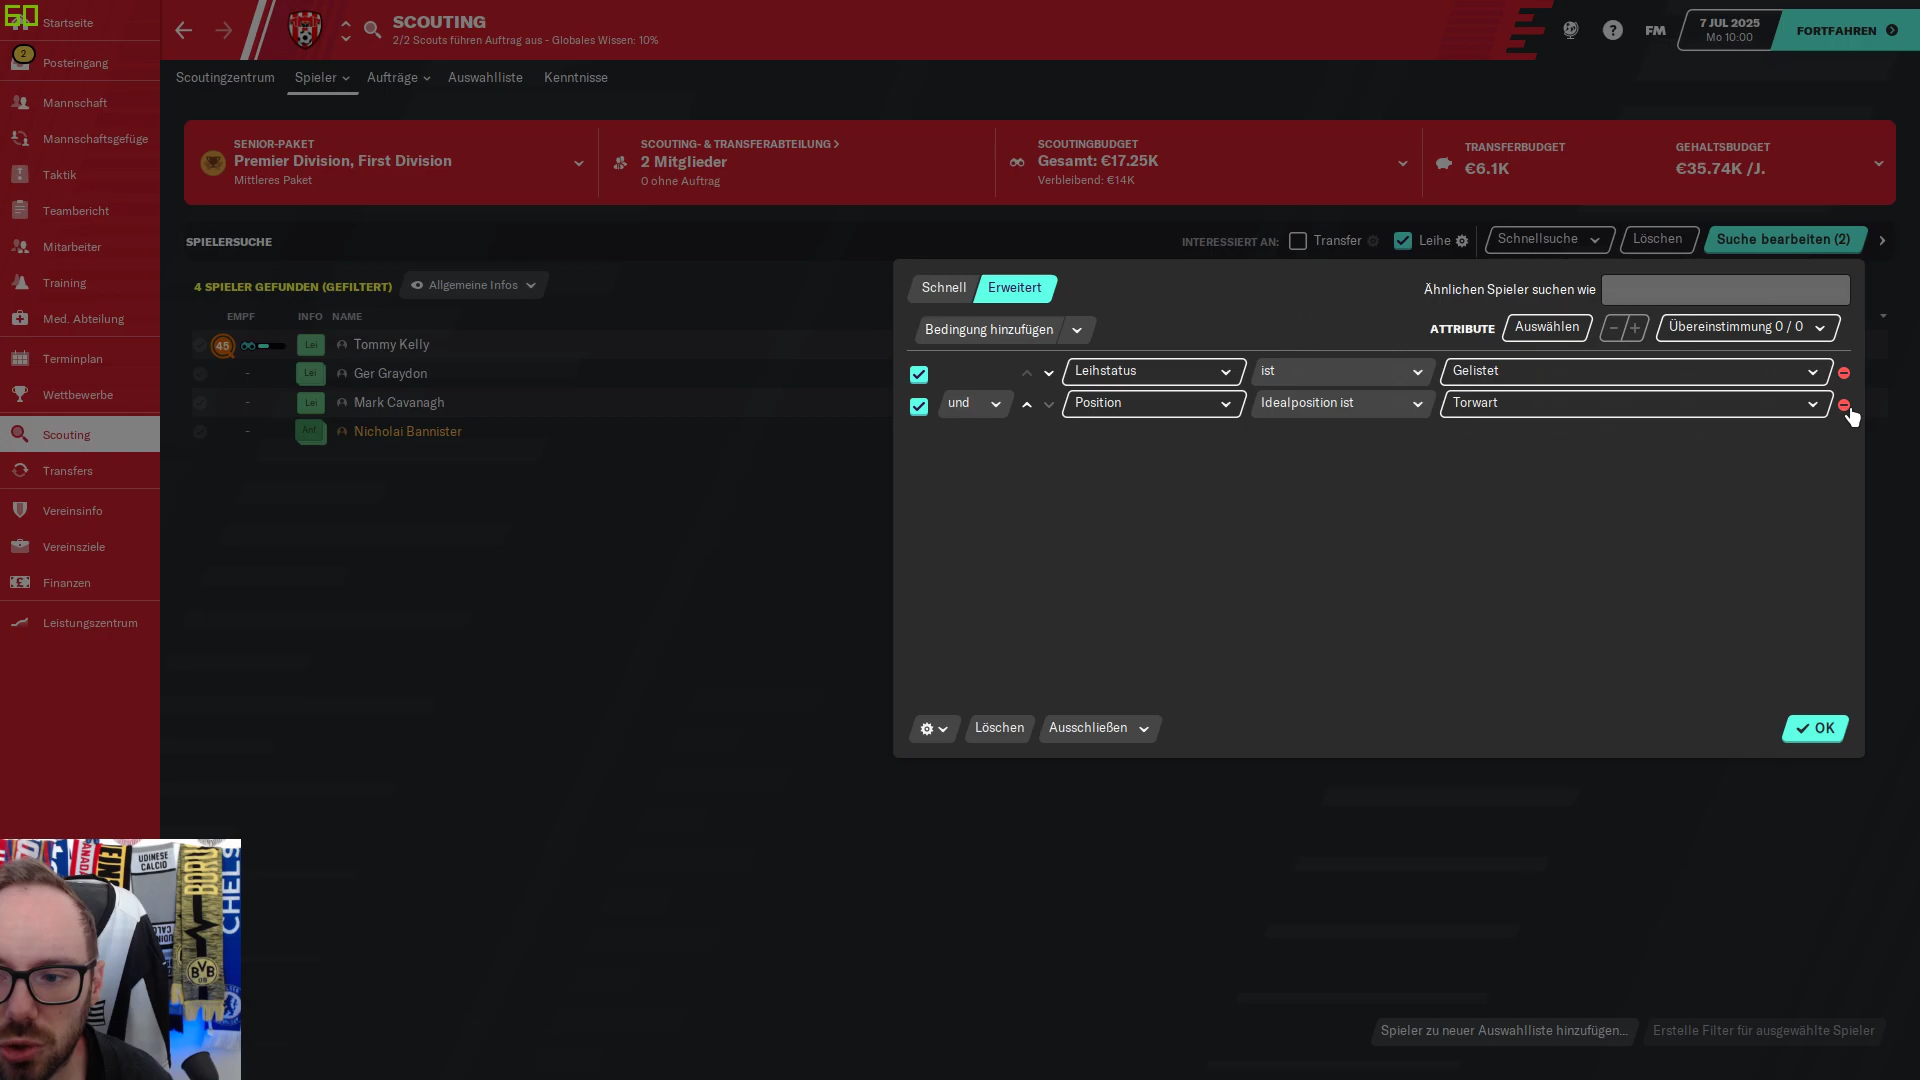 60
Startseite
2
Posteingang
Mannschaft
Mannschaftsgefüge
Taktik
Teambericht
Mitarbeiter
Training
Med. Abteilung
Terminplan
Wettbewerbe
Scouting
Transfers
Vereinsinfo
Vereinsziele
Finanzen
Leistungszentrum
SCOUTING
2/2 Scouts führen Auftrag aus - Globales Wissen: 10%
?
FM
7 JUL 2025
Mo 10:00
FORTFAHREN
Scoutingzentrum
Spieler
Aufträge
Auswahlliste
Kenntnisse
SENIOR-PAKET
Premier Division, First Division
Mittleres Paket
SCOUTING- & TRANSFERABTEILUNG
2 Mitglieder
0 ohne Auftrag
SCOUTINGBUDGET
Gesamt: €17.25K
Verbleibend: €14K
TRANSFERBUDGET
€6.1K
GEHALTSBUDGET
€35.74K /J.
SPIELERSUCHE
INTERESSIERT AN:
Transfer
Leihe
Schnellsuche
Löschen
Suche bearbeiten (2)
4 SPIELER GEFUNDEN (GEFILTERT)
Allgemeine Infos
EMPF
INFO
NAME
45
Lei
Tommy Kelly
-
Lei
Ger Graydon
-
Lei
Mark Cavanagh
-
Anf
Nicholai Bannister
Schnell
Erweitert
Ähnlichen Spieler suchen wie
Bedingung hinzufügen
ATTRIBUTE
Auswählen
− / +
Übereinstimmung 0 / 0
Leihstatus
ist
Gelistet
und
Position
Idealposition ist
Torwart
Löschen
Ausschließen
OK
Spieler zu neuer Auswahlliste hinzufügen...
Erstelle Filter für ausgewählte Spieler
UDINESE
CALCIO
BORU
CHELS
BVB